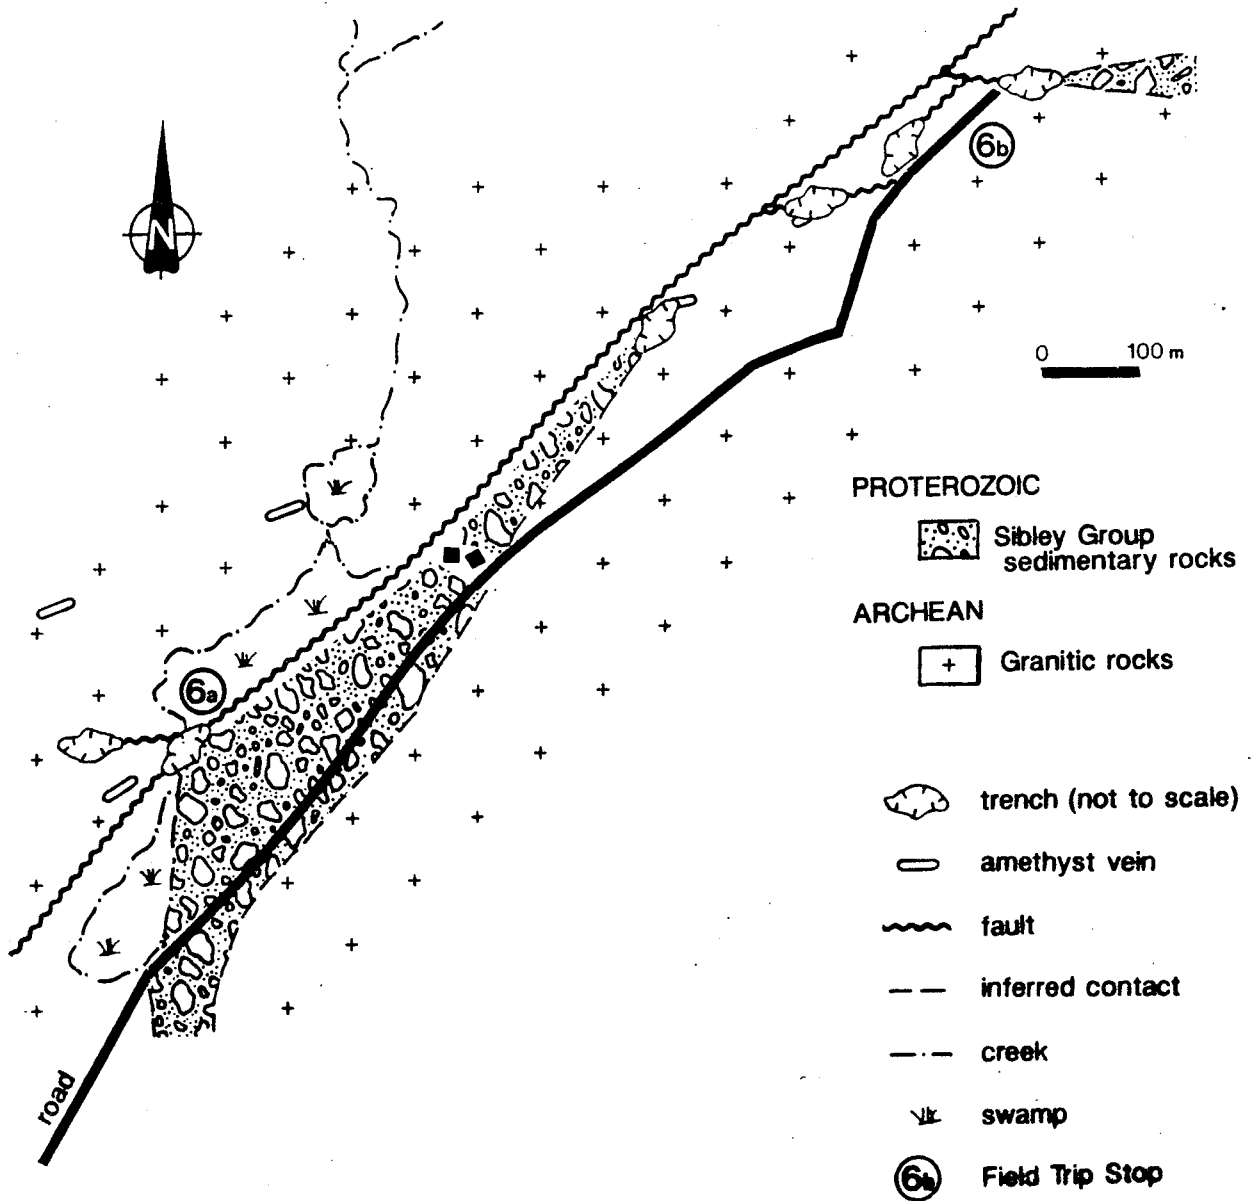 6b
N
0 100 m
PROTEROZOIC
Sibley Group
sedimentary rocks
ARCHEAN
Granitic rocks
6a
trench (not to scale)
amethyst vein
fault
inferred contact
creek
swamp
road
6b Field Trip Stop